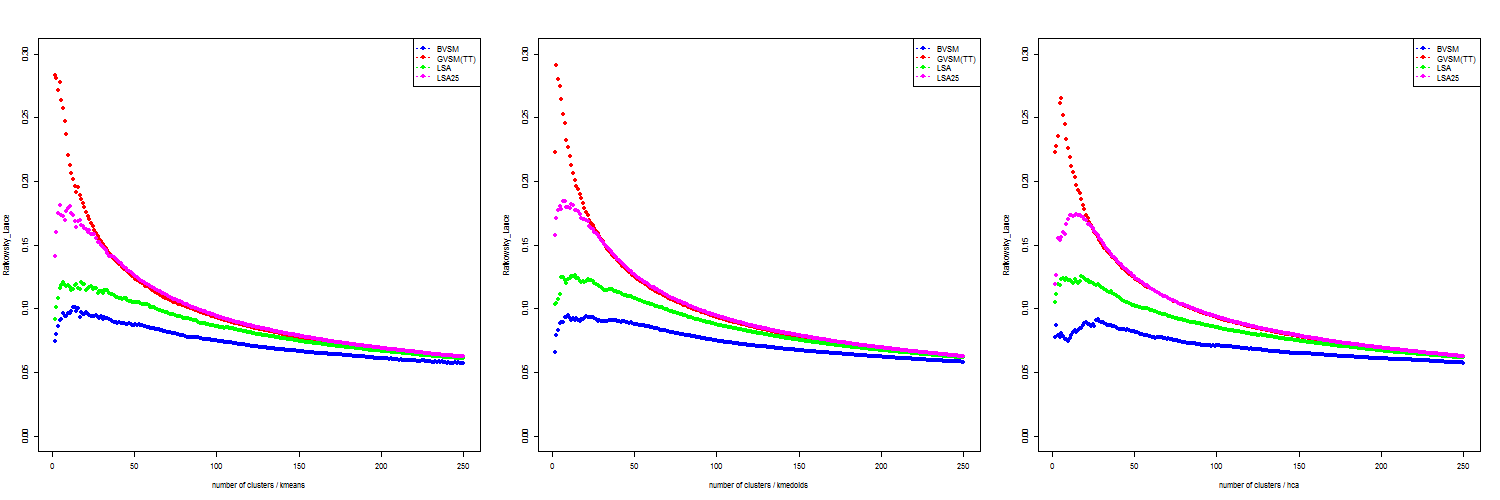 Ratkowsky_Lance
0.00 0.05 0.10 0.15 0.20 0.25 0.30
BVSM
GVSM(TT)
LSA
LSA25
0 50 100 150 200 250
number of clusters / kmeans
Ratkowsky_Lance
0.00 0.05 0.10 0.15 0.20 0.25 0.30
BVSM
GVSM(TT)
LSA
LSA25
0 50 100 150 200 250
number of clusters / kmedoids
Ratkowsky_Lance
0.00 0.05 0.10 0.15 0.20 0.25 0.30
BVSM
GVSM(TT)
LSA
LSA25
0 50 100 150 200 250
number of clusters / hca